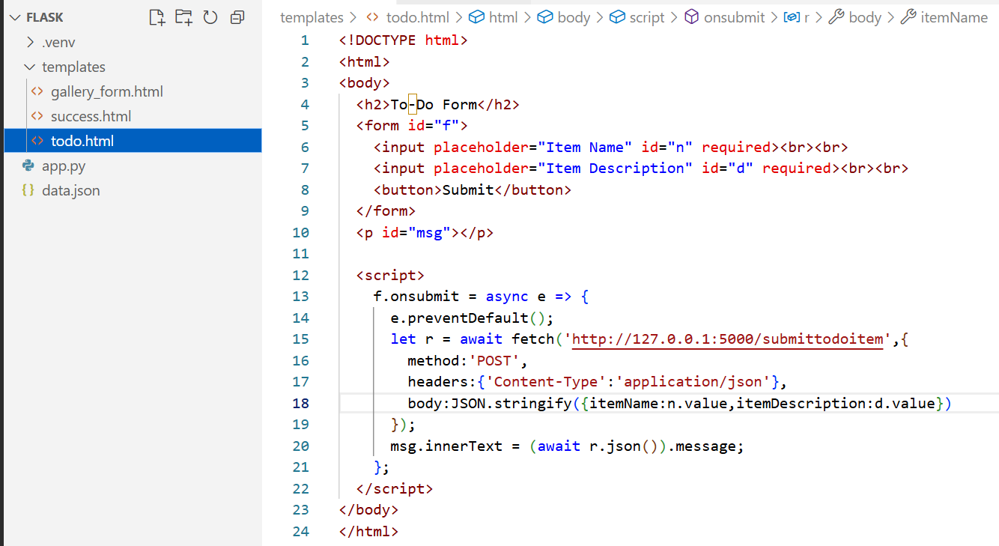 FLASK
.venv
templates
gallery_form.html
success.html
todo.html
app.py
data.json
templates > todo.html > html > body > script > onsubmit > r > body > itemName
1 <!DOCTYPE html>
2 <html>
3 <body>
4   <h2>To-Do Form</h2>
5   <form id="f">
6     <input placeholder="Item Name" id="n" required><br><br>
7     <input placeholder="Item Description" id="d" required><br><br>
8     <button>Submit</button>
9   </form>
10   <p id="msg"></p>
11
12   <script>
13     f.onsubmit = async e => {
14       e.preventDefault();
15       let r = await fetch('http://127.0.0.1:5000/submittodoitem',{
16         method:'POST',
17         headers:{'Content-Type':'application/json'},
18         body:JSON.stringify({itemName:n.value,itemDescription:d.value})
19       });
20       msg.innerText = (await r.json()).message;
21     };
22   </script>
23 </body>
24 </html>